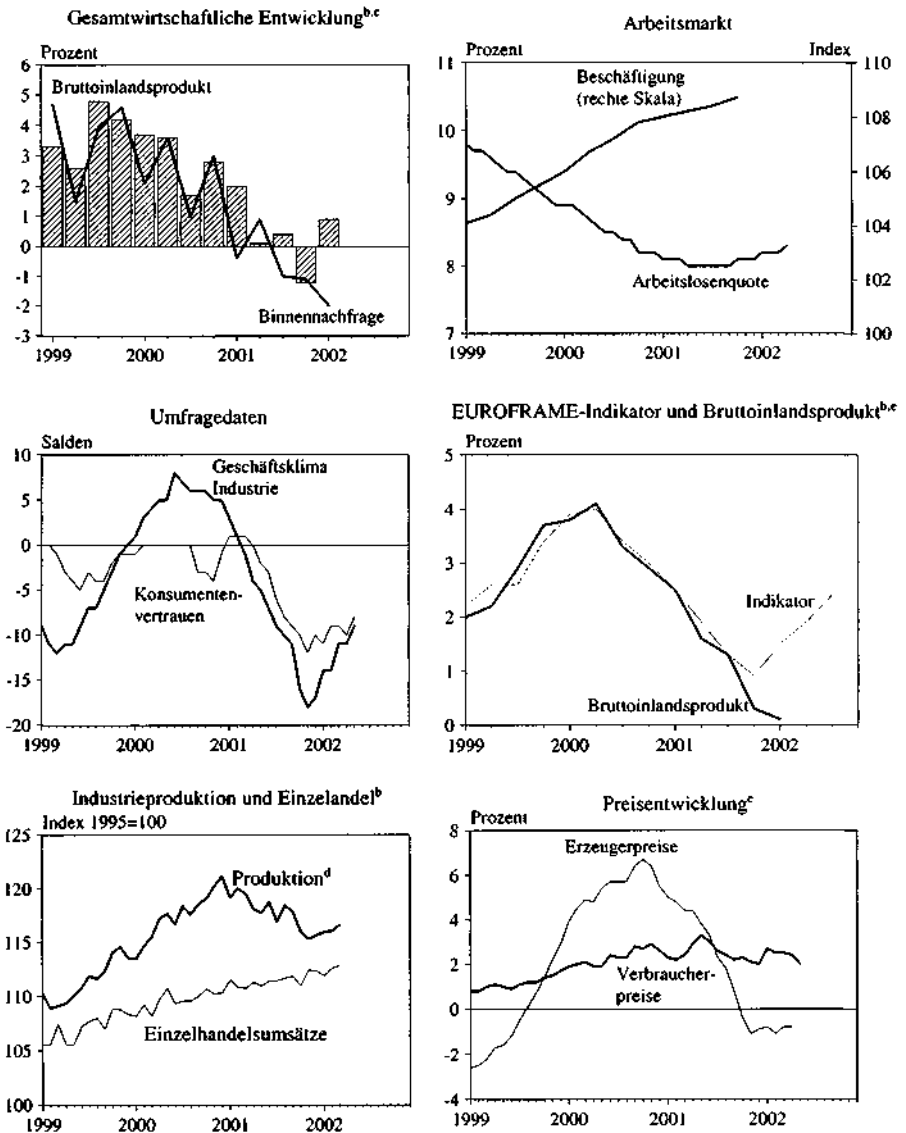 Gesamtwirtschaftliche Entwicklungb,c
Prozent
6
5
4
3
2
1
0
-1
-2
-3
Bruttoinlandsprodukt
Binnennachfrage
1999 2000 2001 2002
Arbeitsmarkt
Prozent Index
11
10
9
8
7
110
108
106
104
102
100
Beschäftigung
(rechte Skala)
Arbeitslosenquote
1999 2000 2001 2002
Umfragedaten
Salden
10
5
0
-5
-10
-15
-20
Geschäftsklima
Industrie
Konsumenten-
vertrauen
1999 2000 2001 2002
EUROFRAME-Indikator und Bruttoinlandsproduktb,c
Prozent
5
4
3
2
1
0
Indikator
Bruttoinlandsprodukt
1999 2000 2001 2002
Industrieproduktion und Einzelandelb
Index 1995=100
125
120
115
110
105
100
Produktiond
Einzelhandelsumsätze
1999 2000 2001 2002
Preisentwicklungc
Prozent
8
6
4
2
0
-2
-4
Erzeugerpreise
Verbraucher-
preise
1999 2000 2001 2002